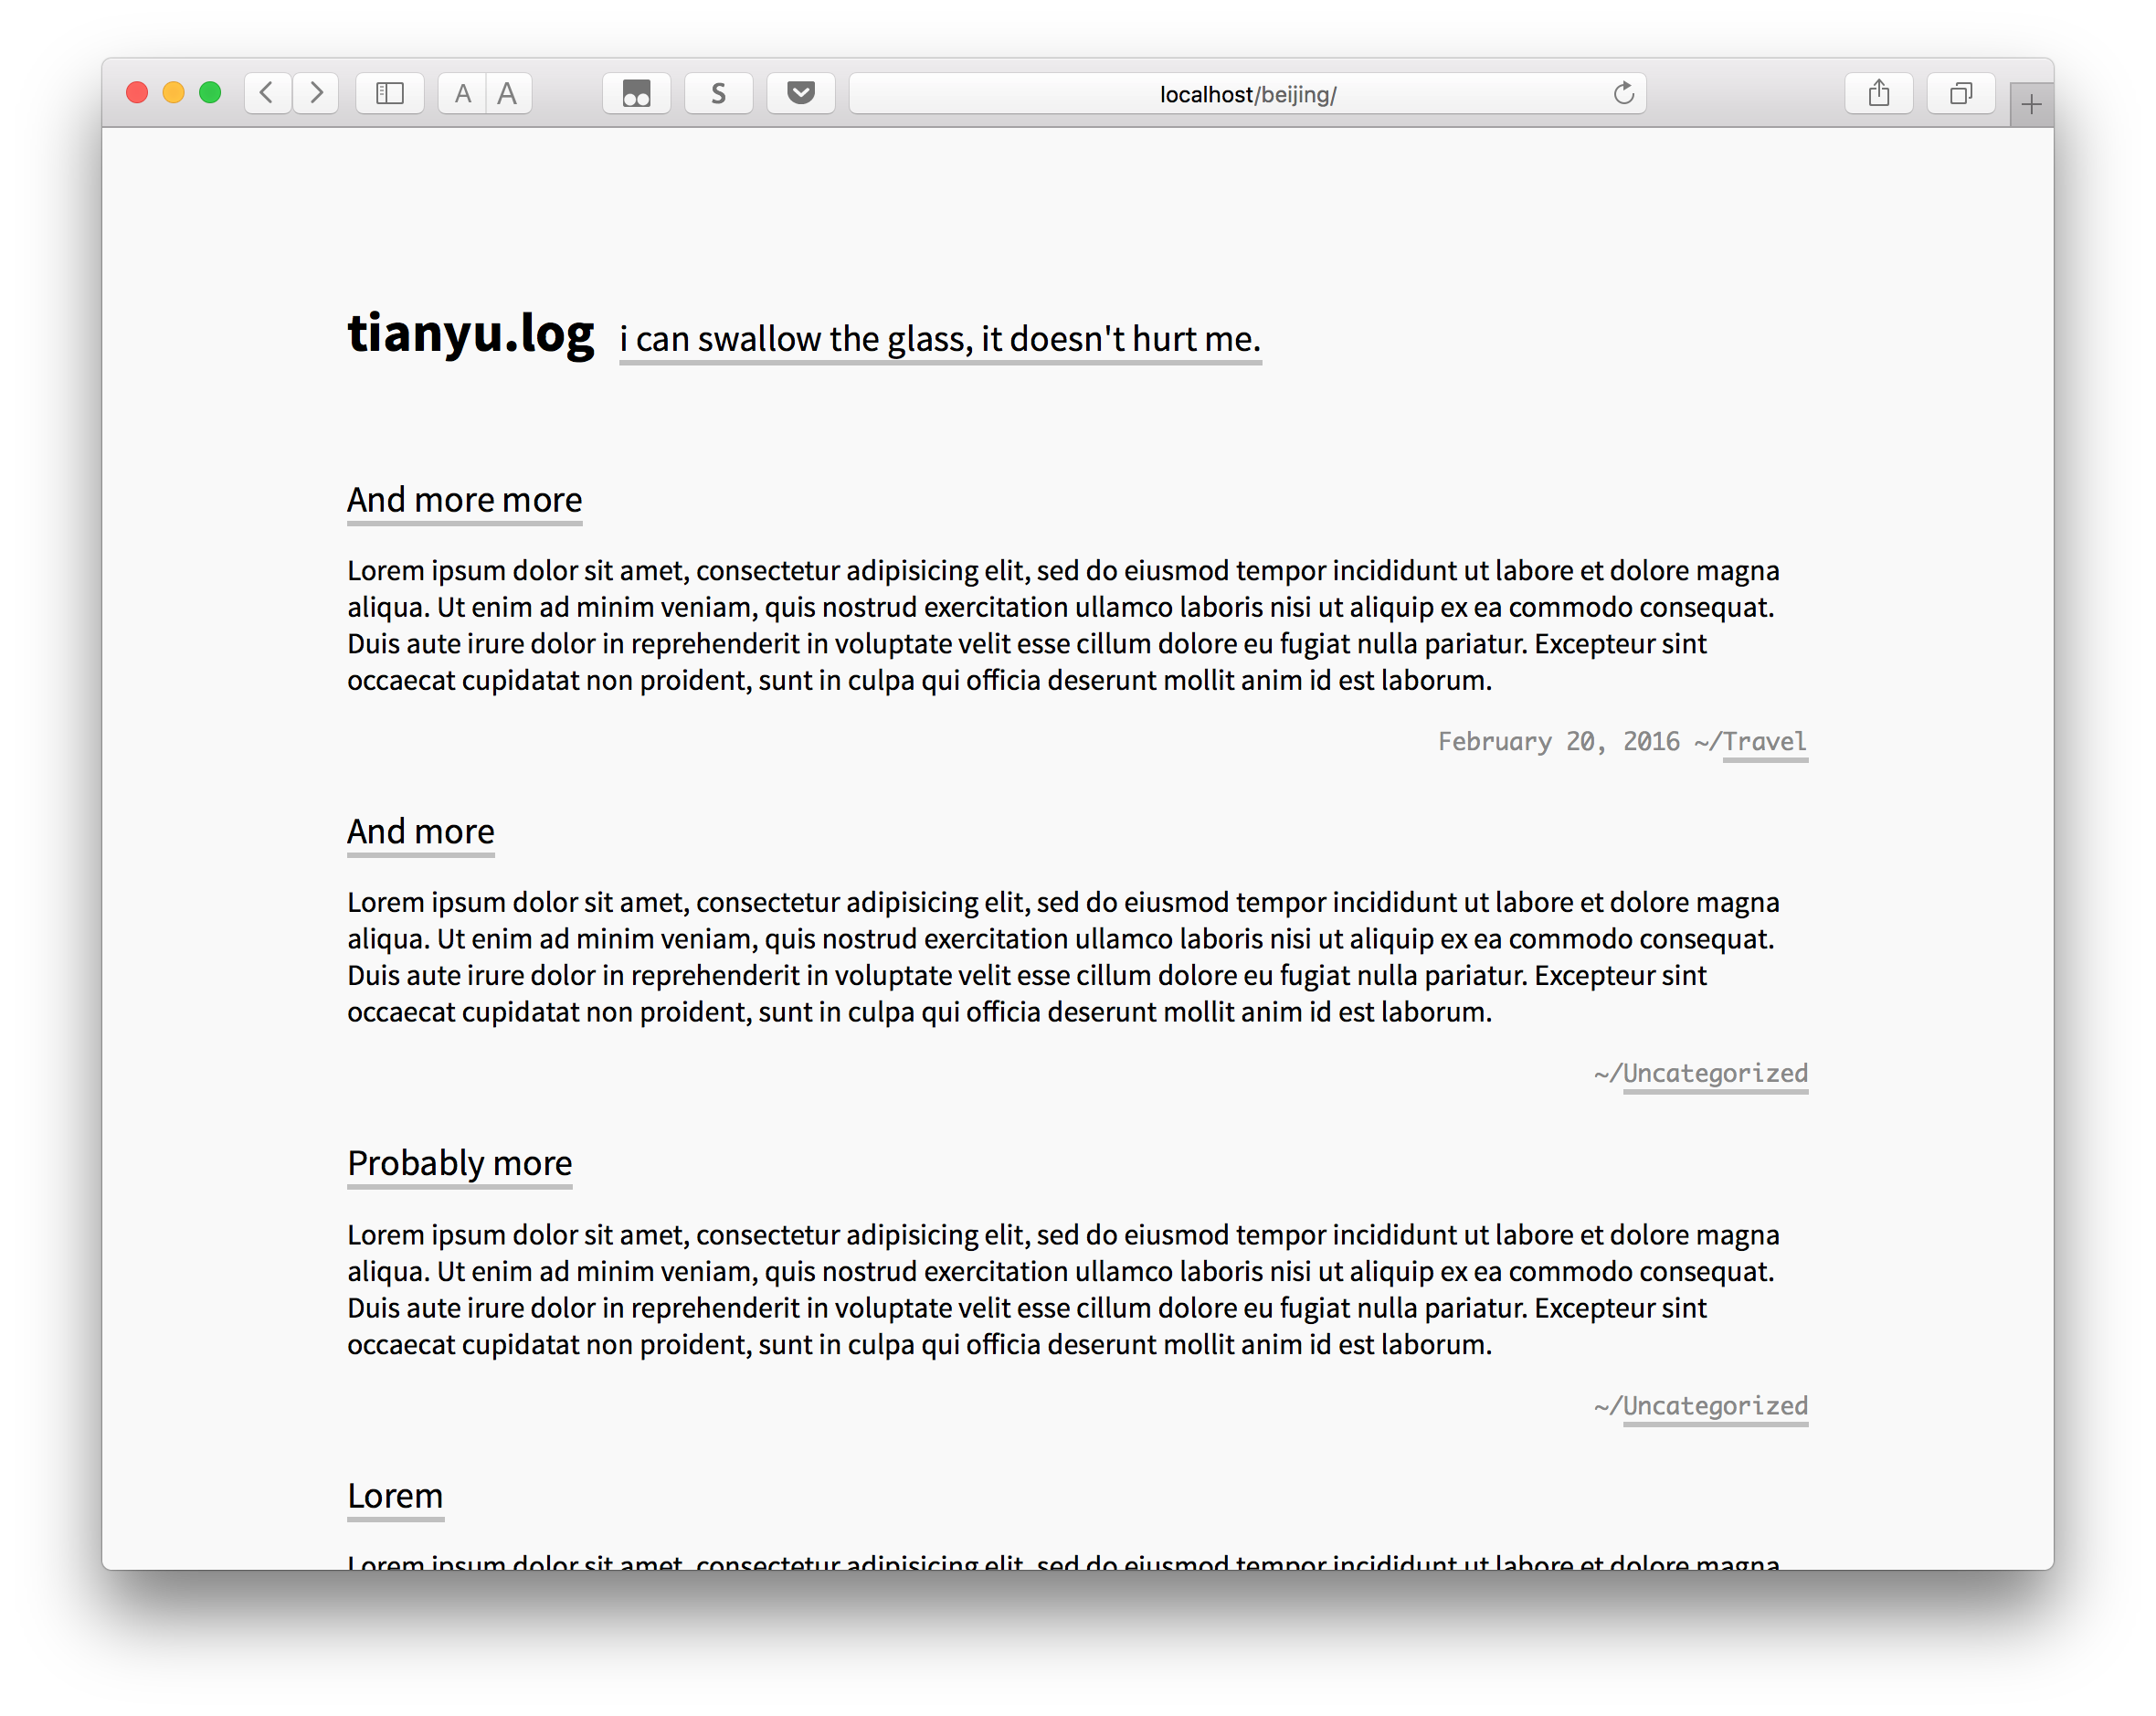 A A S localhost/beijing/
tianyu.log i can swallow the glass, it doesn't hurt me.
And more more
Lorem ipsum dolor sit amet, consectetur adipisicing elit, sed do eiusmod tempor incididunt ut labore et dolore magna
aliqua. Ut enim ad minim veniam, quis nostrud exercitation ullamco laboris nisi ut aliquip ex ea commodo consequat.
Duis aute irure dolor in reprehenderit in voluptate velit esse cillum dolore eu fugiat nulla pariatur. Excepteur sint
occaecat cupidatat non proident, sunt in culpa qui officia deserunt mollit anim id est laborum.
February 20, 2016 ~/Travel
And more
Lorem ipsum dolor sit amet, consectetur adipisicing elit, sed do eiusmod tempor incididunt ut labore et dolore magna
aliqua. Ut enim ad minim veniam, quis nostrud exercitation ullamco laboris nisi ut aliquip ex ea commodo consequat.
Duis aute irure dolor in reprehenderit in voluptate velit esse cillum dolore eu fugiat nulla pariatur. Excepteur sint
occaecat cupidatat non proident, sunt in culpa qui officia deserunt mollit anim id est laborum.
~/Uncategorized
Probably more
Lorem ipsum dolor sit amet, consectetur adipisicing elit, sed do eiusmod tempor incididunt ut labore et dolore magna
aliqua. Ut enim ad minim veniam, quis nostrud exercitation ullamco laboris nisi ut aliquip ex ea commodo consequat.
Duis aute irure dolor in reprehenderit in voluptate velit esse cillum dolore eu fugiat nulla pariatur. Excepteur sint
occaecat cupidatat non proident, sunt in culpa qui officia deserunt mollit anim id est laborum.
~/Uncategorized
Lorem
Lorem ipsum dolor sit amet, consectetur adipisicing elit, sed do eiusmod tempor incididunt ut labore et dolore magna